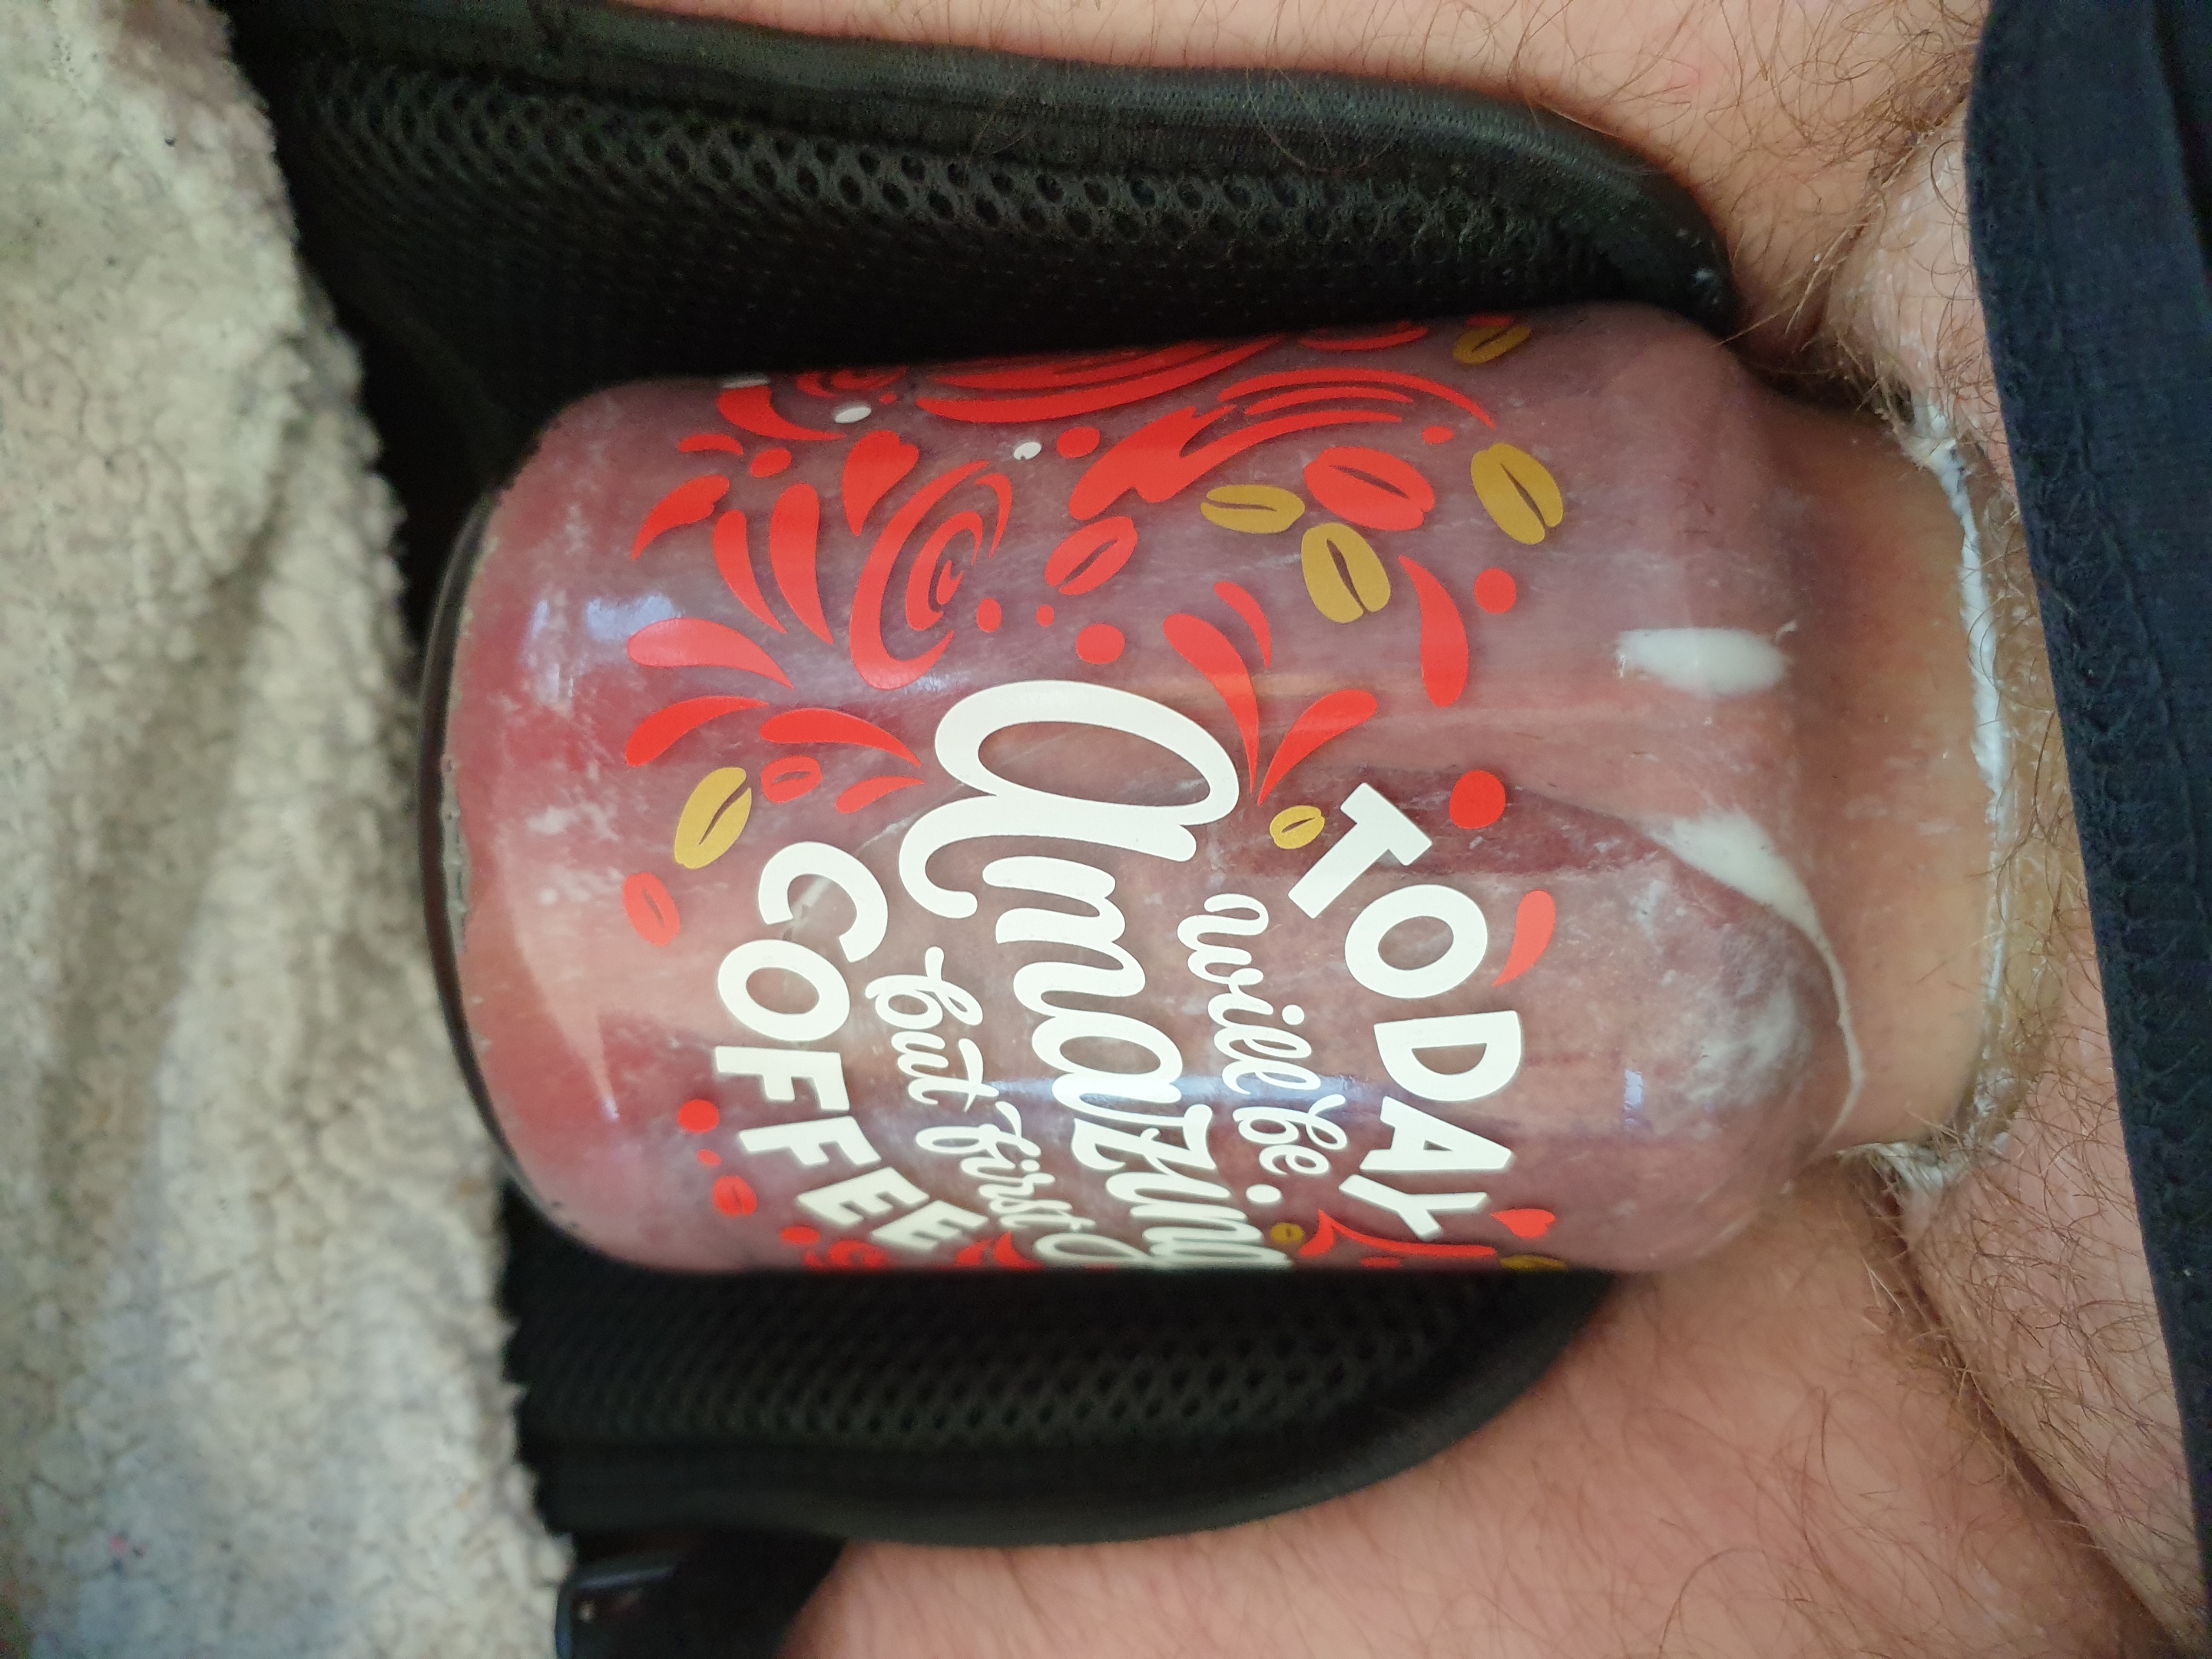 TODAY
will be
amazing
but first
COFFEE